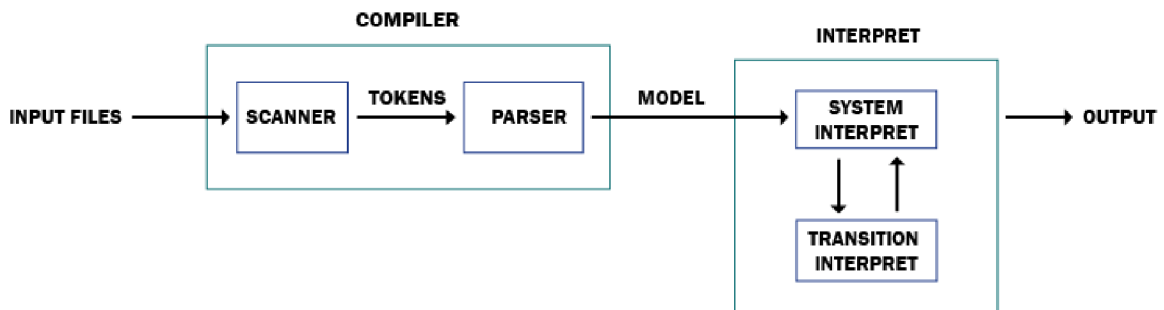 COMPILER
INTERPRET
INPUT FILES
SCANNER
TOKENS
PARSER
MODEL
SYSTEM
INTERPRET
OUTPUT
TRANSITION
INTERPRET